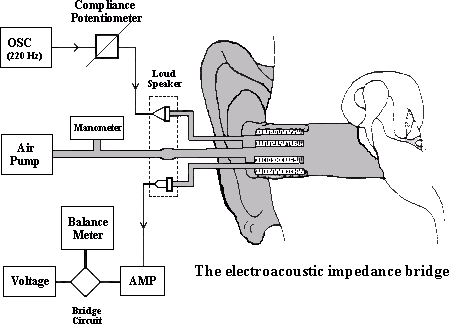 Compliance
Potentiometer
OSC
(220 Hz)
Loud
Speaker
Manometer
Air
Pump
Balance
Meter
Voltage
AMP
Bridge
Circuit
The electroacoustic impedance bridge